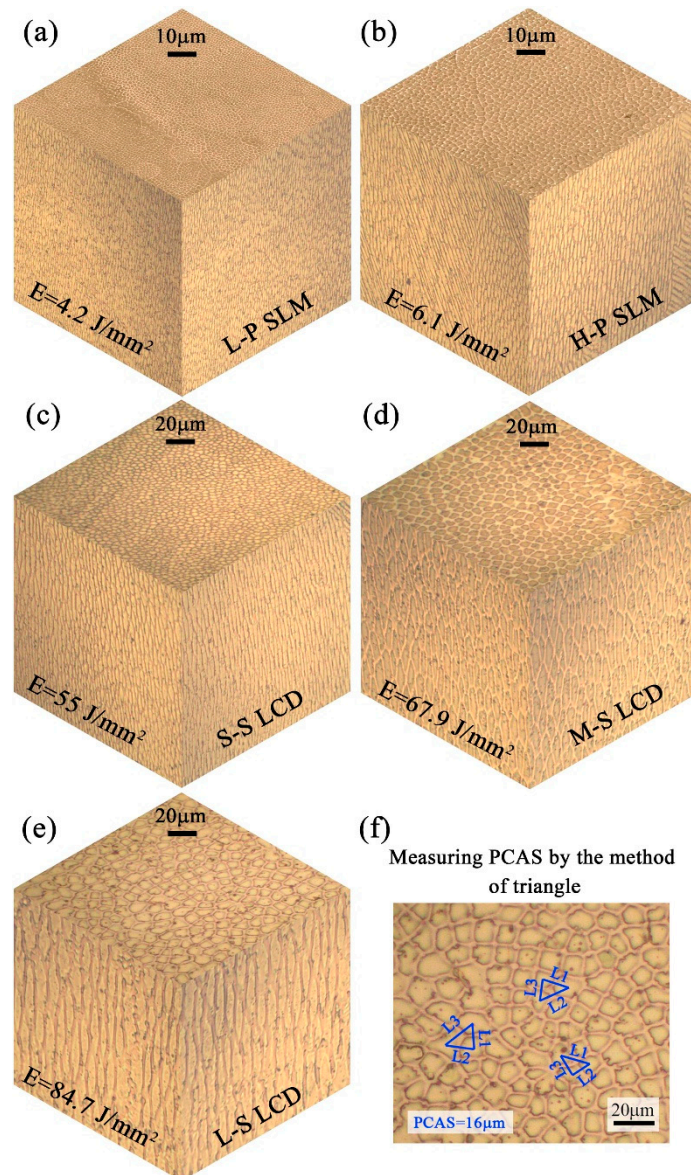 (a)
10μm
E=4.2 J/mm²
L-P SLM
(b)
10μm
E=6.1 J/mm²
H-P SLM
(c)
20μm
E=55 J/mm²
S-S LCD
(d)
20μm
E=67.9 J/mm²
M-S LCD
(e)
20μm
E=84.7 J/mm²
L-S LCD
(f)
Measuring PCAS by the method
of triangle
L1
L3
L2
L3
L1
L2
L1
L3
L2
PCAS=16μm
20μm